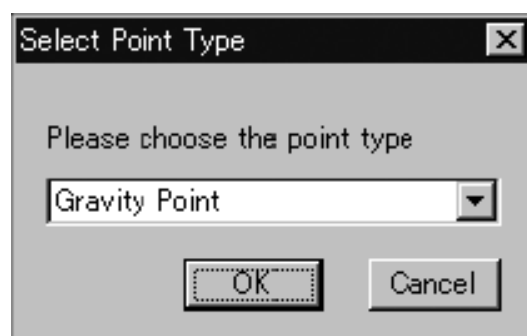 Select Point Type
Please choose the point type
Gravity Point
OK
Cancel